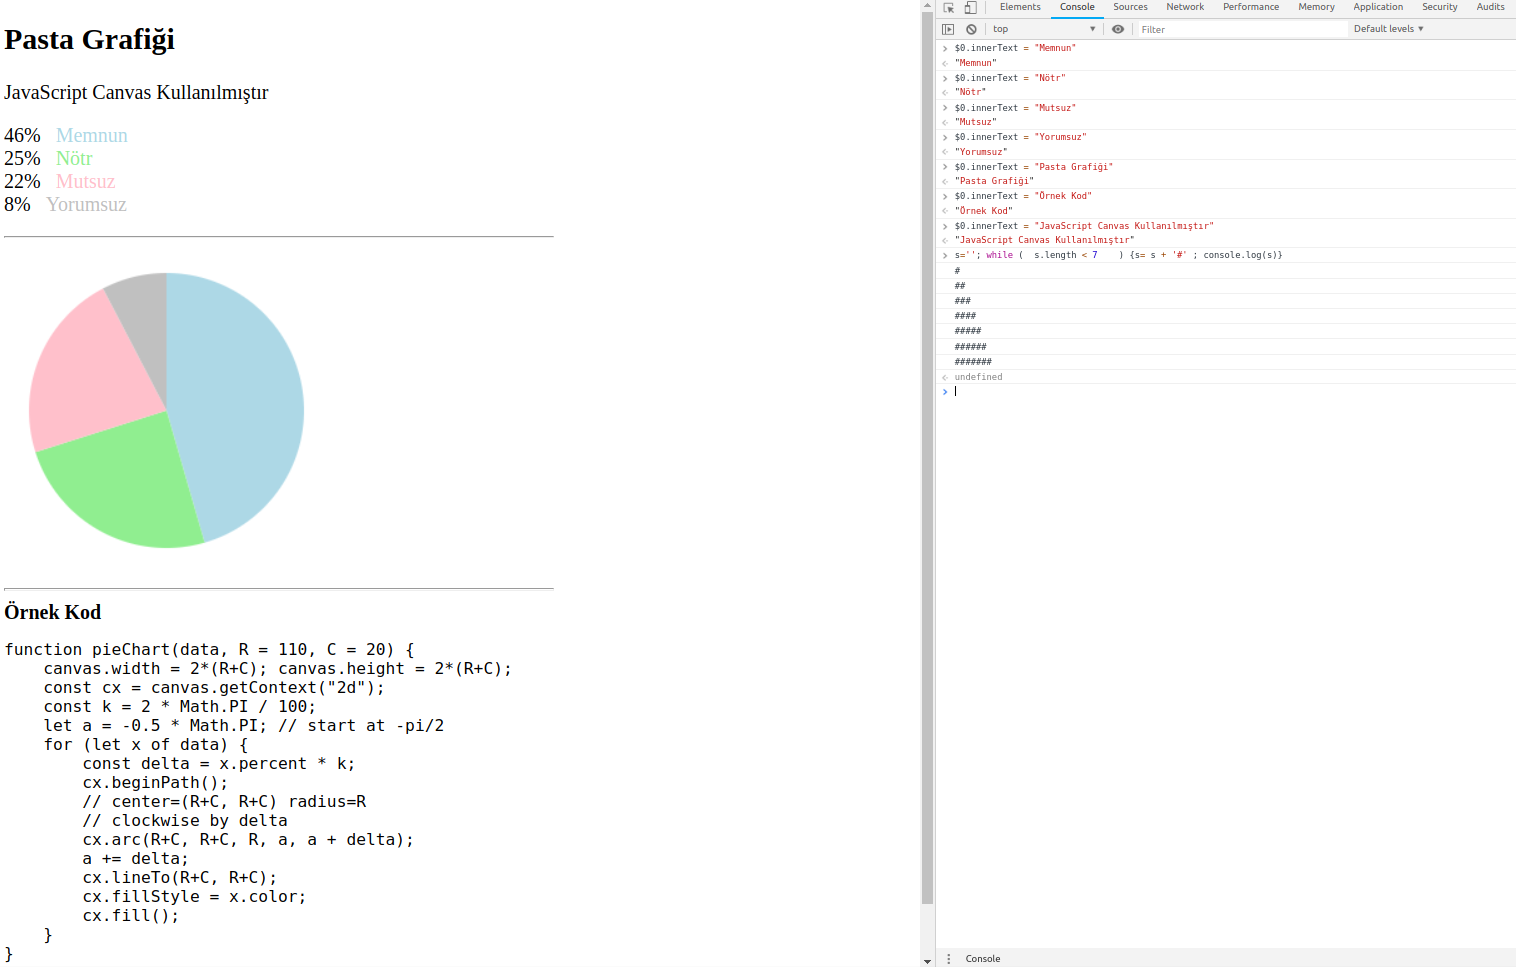 Pasta Grafiği
JavaScript Canvas Kullanılmıştır
46% Memnun
25% Nötr
22% Mutsuz
8% Yorumsuz
Örnek Kod
function pieChart(data, R = 110, C = 20) {
    canvas.width = 2*(R+C); canvas.height = 2*(R+C);
    const cx = canvas.getContext("2d");
    const k = 2 * Math.PI / 100;
    let a = -0.5 * Math.PI; // start at -pi/2
    for (let x of data) {
        const delta = x.percent * k;
        cx.beginPath();
        // center=(R+C, R+C) radius=R
        // clockwise by delta
        cx.arc(R+C, R+C, R, a, a + delta);
        a += delta;
        cx.lineTo(R+C, R+C);
        cx.fillStyle = x.color;
        cx.fill();
    }
}
Elements Console Sources Network Performance Memory Application Security Audits
top Filter Default levels
$0.innerText = "Memnun"
"Memnun"
$0.innerText = "Nötr"
"Nötr"
$0.innerText = "Mutsuz"
"Mutsuz"
$0.innerText = "Yorumsuz"
"Yorumsuz"
$0.innerText = "Pasta Grafiği"
"Pasta Grafiği"
$0.innerText = "Örnek Kod"
"Örnek Kod"
$0.innerText = "JavaScript Canvas Kullanılmıştır"
"JavaScript Canvas Kullanılmıştır"
s=''; while (  s.length < 7    ) {s= s + '#' ; console.log(s)}
#
##
###
####
#####
######
#######
undefined
Console